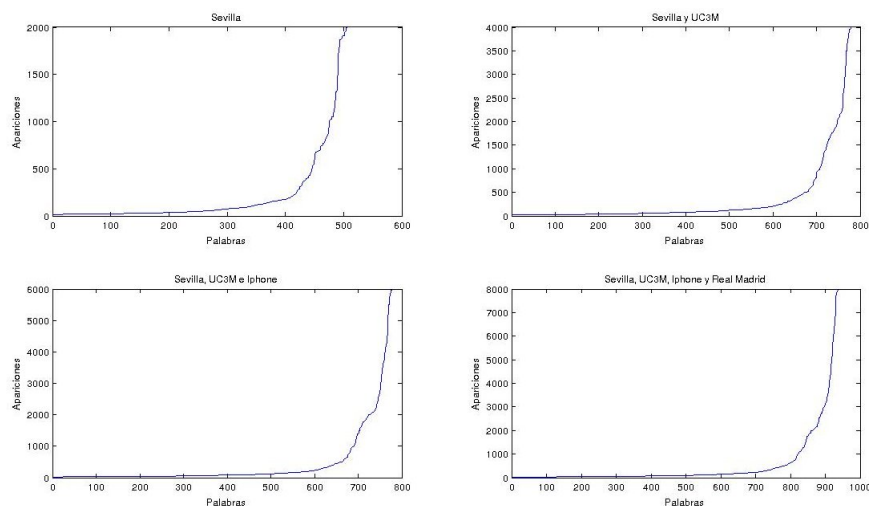 Sevilla
2000
1500
1000
500
0
Apariciones
0 100 200 300 400 500 600
Palabras
Sevilla y UC3M
4000
3500
3000
2500
2000
1500
1000
500
0
Apariciones
0 100 200 300 400 500 600 700 800
Palabras
Sevilla, UC3M e Iphone
6000
5000
4000
3000
2000
1000
0
Apariciones
0 100 200 300 400 500 600 700 800
Palabras
Sevilla, UC3M, Iphone y Real Madrid
8000
7000
6000
5000
4000
3000
2000
1000
0
Apariciones
0 100 200 300 400 500 600 700 800 900 1000
Palabras